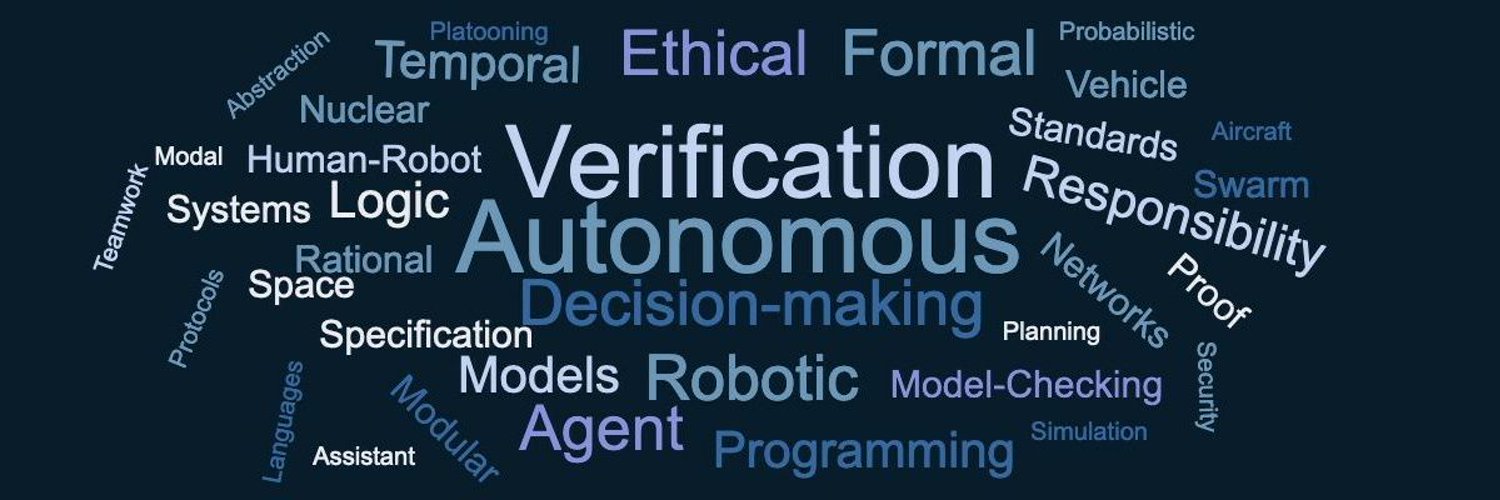 Platooning
Probabilistic
Abstraction
Temporal
Ethical
Formal
Vehicle
Nuclear
Standards
Aircraft
Modal
Human-Robot
Verification
Responsibility
Swarm
Teamwork
Systems
Logic
Autonomous
Rational
Networks
Proof
Space
Protocols
Decision-making
Specification
Planning
Models
Robotic
Model-Checking
Security
Languages
Modular
Agent
Programming
Simulation
Assistant